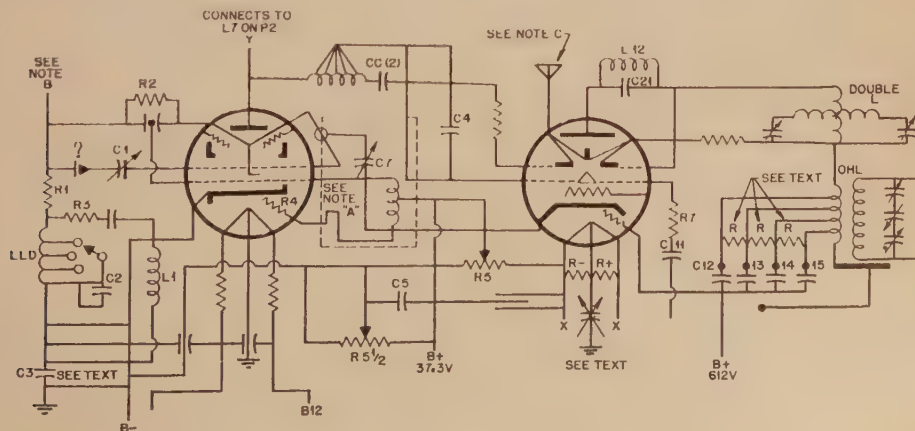 CONNECTS TO
L7 ON P2
Y
SEE
NOTE
B
R2
CC (2)
SEE NOTE C
L 12
C21
DOUBLE
L
?
C1
C4
R1
C7
R3
R4
SEE
NOTE
"A"
OHL
SEE TEXT
R7
LLD
L1
C2
R5
R-
R+
C11
R
R
R
C12
13
14
15
C5
X
X
R 5 1/2
B+
37.3V
SEE TEXT
B+
612V
C3
SEE TEXT
B12
B-